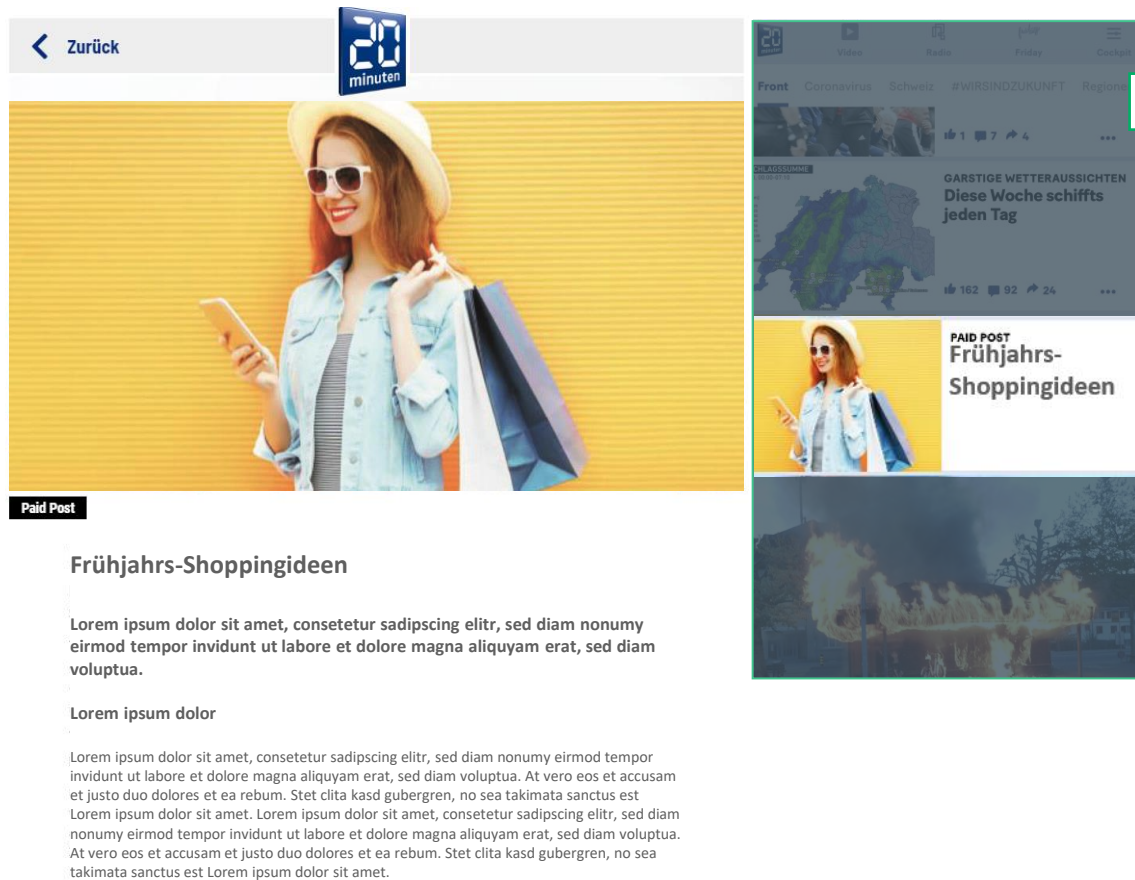 Zurück
20
minuten
Paid Post
Frühjahrs-Shoppingideen
Lorem ipsum dolor sit amet, consetetur sadipscing elitr, sed diam nonumy
eirmod tempor invidunt ut labore et dolore magna aliquyam erat, sed diam
voluptua.
Lorem ipsum dolor
Lorem ipsum dolor sit amet, consetetur sadipscing elitr, sed diam nonumy eirmod tempor
invidunt ut labore et dolore magna aliquyam erat, sed diam voluptua. At vero eos et accusam
et justo duo dolores et ea rebum. Stet clita kasd gubergren, no sea takimata sanctus est
Lorem ipsum dolor sit amet. Lorem ipsum dolor sit amet, consetetur sadipscing elitr, sed diam
nonumy eirmod tempor invidunt ut labore et dolore magna aliquyam erat, sed diam voluptua.
At vero eos et accusam et justo duo dolores et ea rebum. Stet clita kasd gubergren, no sea
takimata sanctus est Lorem ipsum dolor sit amet.
20
Video Radio Friday Cockpit
Front Coronavirus Schweiz #WIRSINDZUKUNFT Regione
1 7 4
GARSTIGE WETTERAUSSICHTEN
Diese Woche schiffts
jeden Tag
162 92 24
PAID POST
Frühjahrs-
Shoppingideen